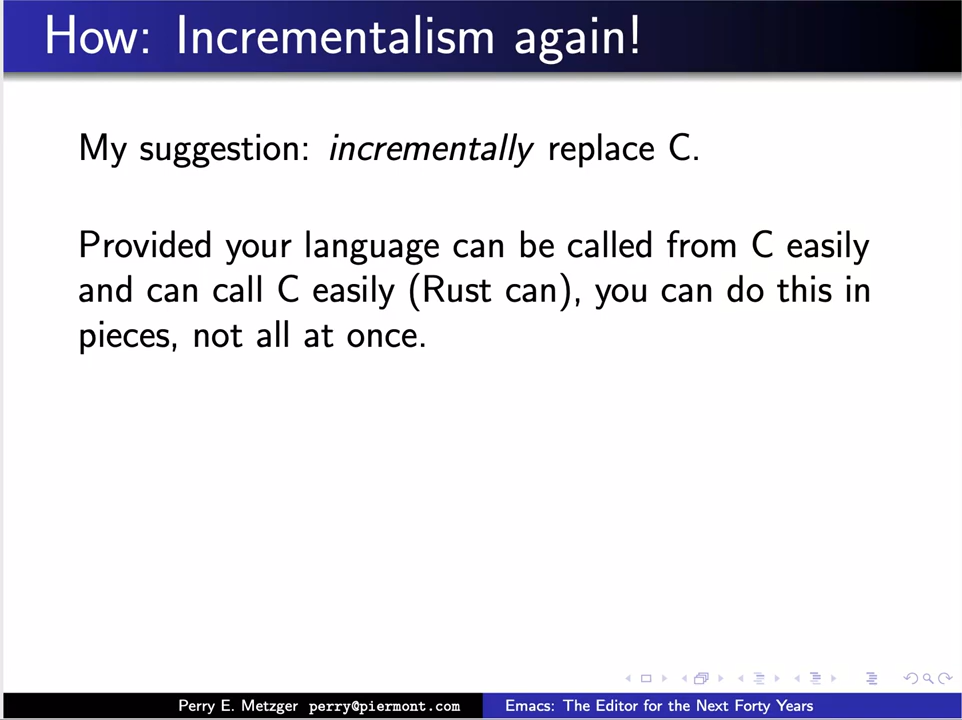 How: Incrementalism again!
My suggestion: incrementally replace C.
Provided your language can be called from C easily
and can call C easily (Rust can), you can do this in
pieces, not all at once.
Perry E. Metzger perry@piermont.com Emacs: The Editor for the Next Forty Years